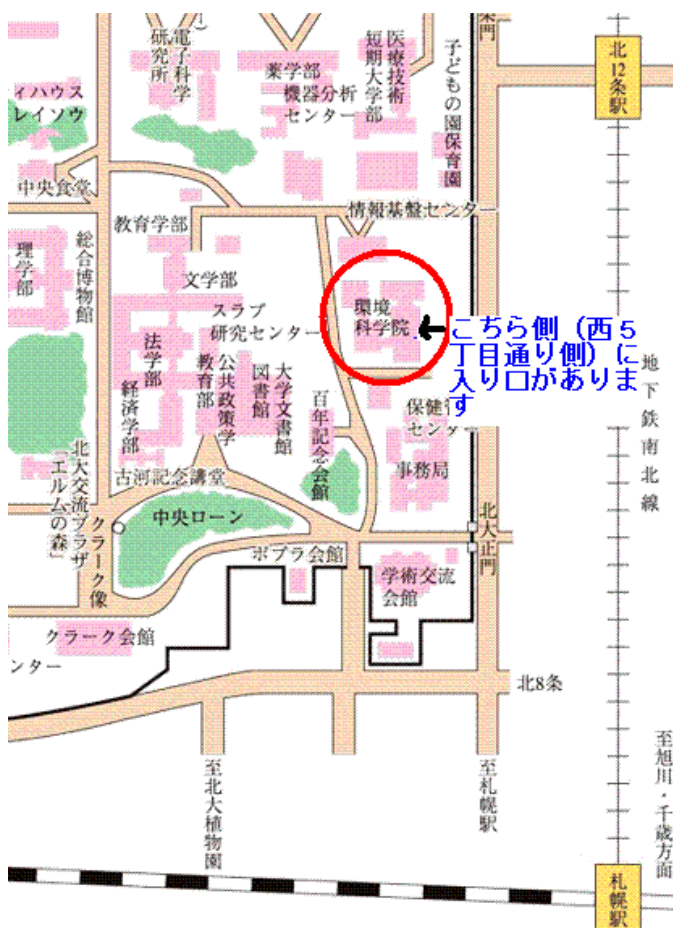 電子科学
研究所
薬学部
機器分析
センター
医療技術
短期大学部
子どもの園保育園
北12条駅
ィハウス
レイソウ
中央食堂
情報基盤センター
教育学部
理学部
総合博物館
文学部
スラブ
研究センター
環境
科学院
こちら側(西5
丁目通り側)に
入り口がありま
す
地下鉄南北線
法学部
経済学部
公共政策学
教育部
図書館
大学文書館
百年記念会館
センター
事務局
古河記念講堂
北大交流プラザ
「エルムの森」
クラーク像
中央ローン
北大正門
ポプラ会館
学術交流
会館
クラーク会館
ンター
北8条
至北大植物園
至札幌駅
至旭川・千歳方面
札幌駅